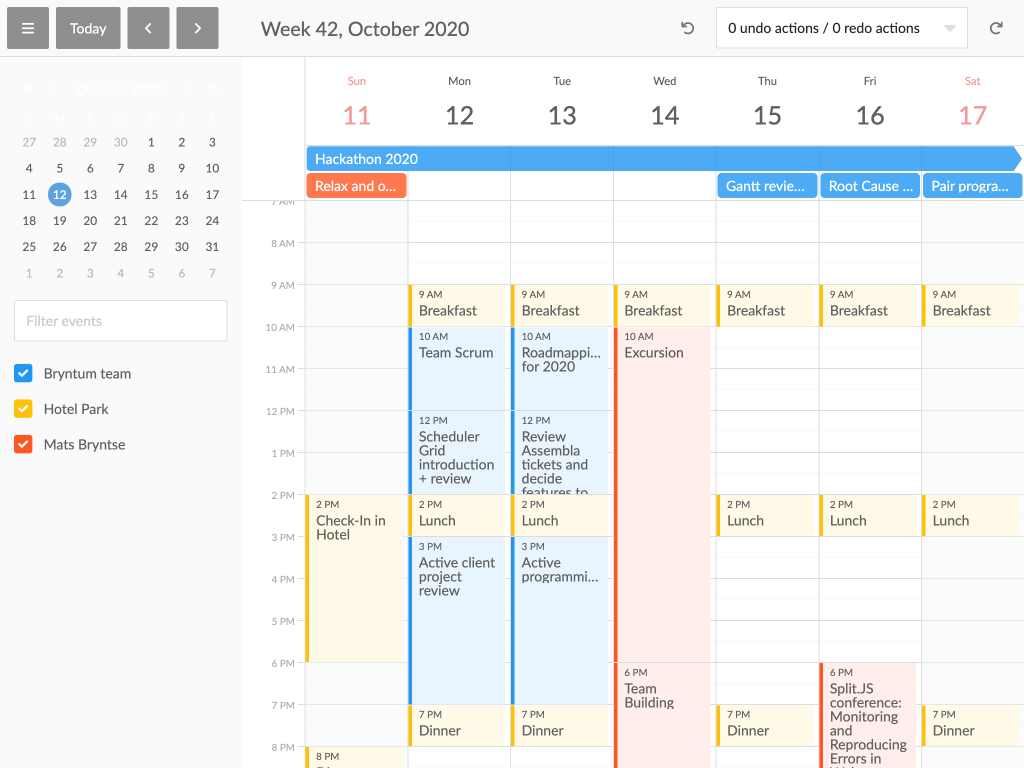 Today
Week 42, October 2020
0 undo actions / 0 redo actions
October 2020
27 28 29 30 1 2 3
4 5 6 7 8 9 10
11 12 13 14 15 16 17
18 19 20 21 22 23 24
25 26 27 28 29 30 31
1 2 3 4 5 6 7
Filter events
Bryntum team
Hotel Park
Mats Bryntse
Sun Mon Tue Wed Thu Fri Sat
11 12 13 14 15 16 17
Hackathon 2020
Relax and o...
Gantt revie...
Root Cause ...
Pair progra...
7 AM
8 AM
9 AM
10 AM
11 AM
12 PM
1 PM
2 PM
3 PM
4 PM
5 PM
6 PM
7 PM
8 PM
2 PM
Check-In in
Hotel
8 PM
9 AM
Breakfast
10 AM
Team Scrum
12 PM
Scheduler
Grid
introduction
+ review
2 PM
Lunch
3 PM
Active client
project
review
7 PM
Dinner
9 AM
Breakfast
10 AM
Roadmappi...
for 2020
12 PM
Review
Assembla
tickets and
decide
features to
2 PM
Lunch
3 PM
Active
programmi...
7 PM
Dinner
9 AM
Breakfast
10 AM
Excursion
6 PM
Team
Building
9 AM
Breakfast
2 PM
Lunch
7 PM
Dinner
9 AM
Breakfast
2 PM
Lunch
6 PM
Split.JS
conference:
Monitoring
and
Reproducing
Errors in
9 AM
Breakfast
2 PM
Lunch
7 PM
Dinner